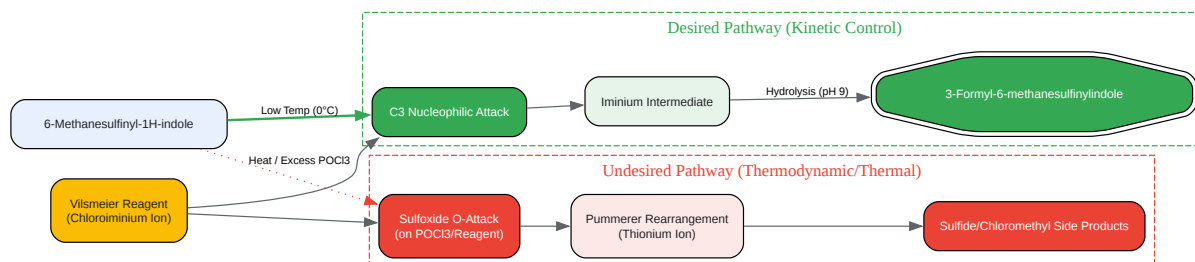 Desired Pathway (Kinetic Control)
6-Methanesulfinyl-1H-indole
Low Temp (0°C)
C3 Nucleophilic Attack
Iminium Intermediate
Hydrolysis (pH 9)
3-Formyl-6-methanesulfinylindole
Heat / Excess POCl3
Undesired Pathway (Thermodynamic/Thermal)
Vilsmeier Reagent
(Chloroiminium Ion)
Sulfoxide O-Attack
(on POCl3/Reagent)
Pummerer Rearrangement
(Thionium Ion)
Sulfide/Chloromethyl Side Products